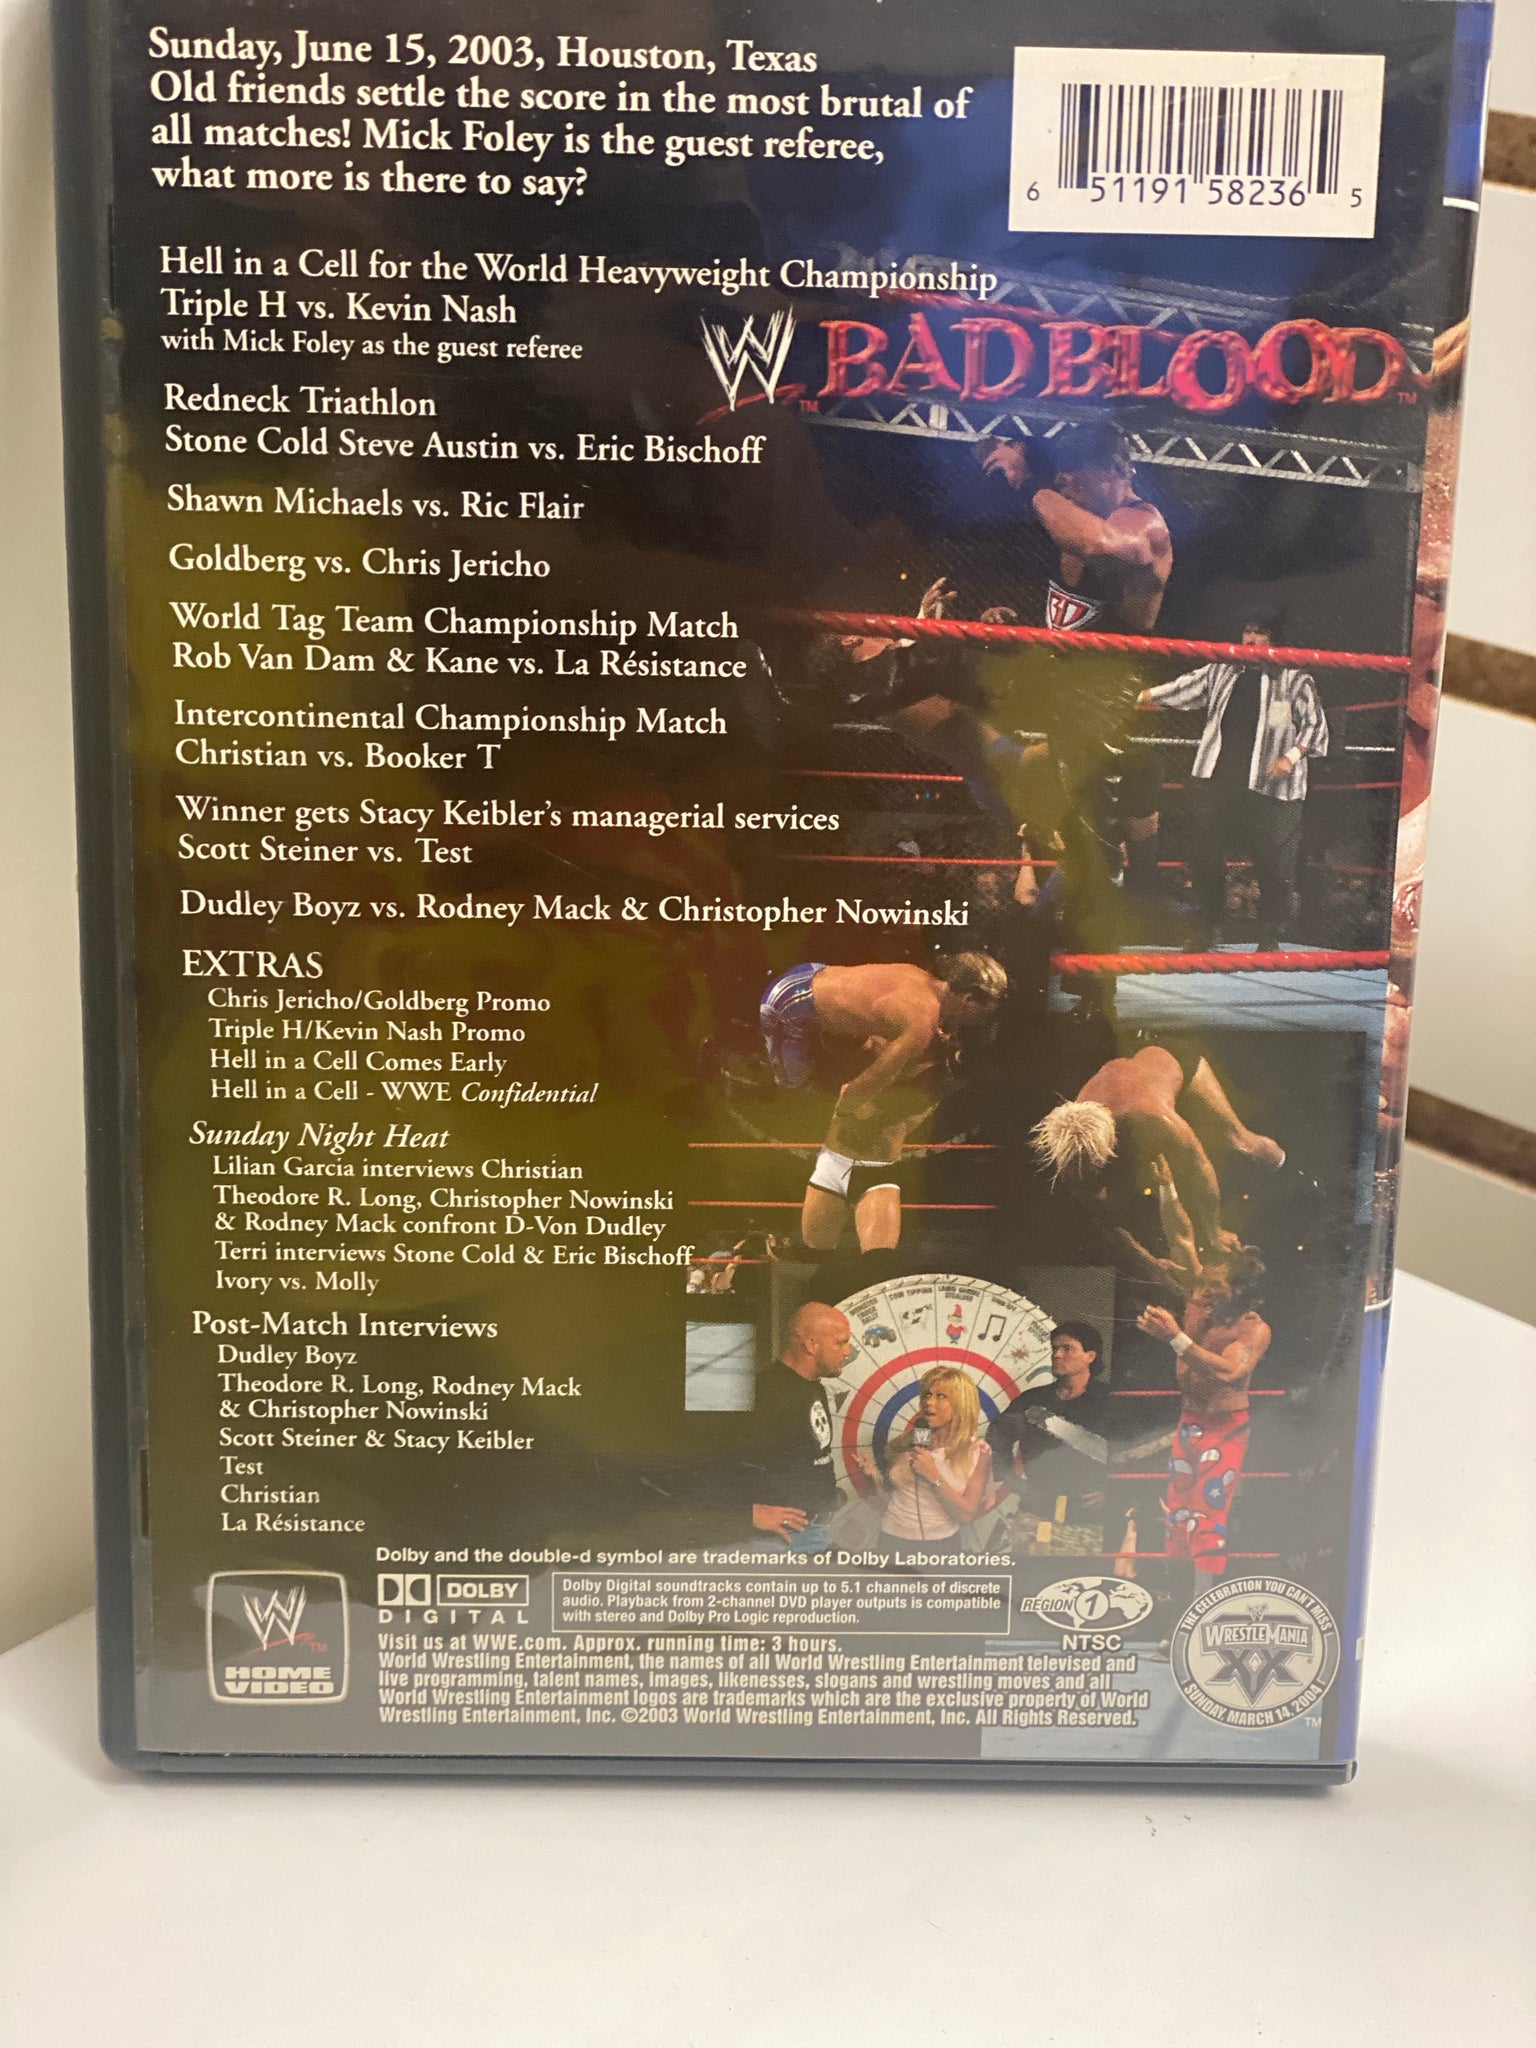 Sunday, June 15, 2003, Houston, Texas
Old friends settle the score in the most brutal of
all matches! Mick Foley is the guest referee,
what more is there to say?
6 51191 58236 5
Hell in a Cell for the World Heavyweight Championship
Triple H vs. Kevin Nash
with Mick Foley as the guest referee
W BAD BLOOD
TM TM
Redneck Triathlon
Stone Cold Steve Austin vs. Eric Bischoff
Shawn Michaels vs. Ric Flair
Goldberg vs. Chris Jericho
World Tag Team Championship Match
Rob Van Dam & Kane vs. La Résistance
Intercontinental Championship Match
Christian vs. Booker T
Winner gets Stacy Keibler's managerial services
Scott Steiner vs. Test
Dudley Boyz vs. Rodney Mack & Christopher Nowinski
EXTRAS
Chris Jericho/Goldberg Promo
Triple H/Kevin Nash Promo
Hell in a Cell Comes Early
Hell in a Cell - WWE Confidential
Sunday Night Heat
Lilian Garcia interviews Christian
Theodore R. Long, Christopher Nowinski
& Rodney Mack confront D-Von Dudley
Terri interviews Stone Cold & Eric Bischoff
Ivory vs. Molly
COW TIPPING
Post-Match Interviews
Dudley Boyz
Theodore R. Long, Rodney Mack
& Christopher Nowinski
Scott Steiner & Stacy Keibler
Test
Christian
La Résistance
Dolby and the double-d symbol are trademarks of Dolby Laboratories.
DOLBY
DIGITAL
Dolby Digital soundtracks contain up to 5.1 channels of discrete
audio. Playback from 2-channel DVD player outputs is compatible
with stereo and Dolby Pro Logic reproduction.
REGION 1
NTSC
W TM
HOME
VIDEO
Visit us at WWE.com. Approx. running time: 3 hours.
World Wrestling Entertainment, the names of all World Wrestling Entertainment televised and
live programming, talent names, images, likenesses, slogans and wrestling moves and all
World Wrestling Entertainment logos are trademarks which are the exclusive property of World
Wrestling Entertainment, Inc. ©2003 World Wrestling Entertainment, Inc. All Rights Reserved.
THE CELEBRATION YOU CAN'T MISS
WRESTLEMANIA
XX
SUNDAY, MARCH 14, 2004
TM